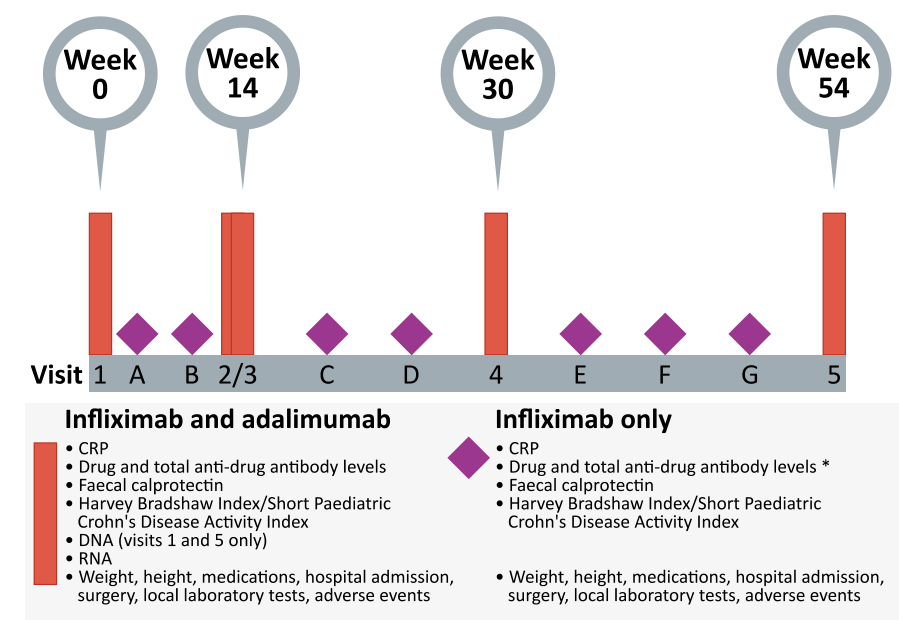 Week
0
Week
14
Week
30
Week
54
Visit 1 A B 2/3 C D 4 E F G 5
Infliximab and adalimumab
• CRP
• Drug and total anti-drug antibody levels
• Faecal calprotectin
• Harvey Bradshaw Index/Short Paediatric
Crohn's Disease Activity Index
• DNA (visits 1 and 5 only)
• RNA
• Weight, height, medications, hospital admission,
surgery, local laboratory tests, adverse events
Infliximab only
• CRP
• Drug and total anti-drug antibody levels *
• Faecal calprotectin
• Harvey Bradshaw Index/Short Paediatric
Crohn's Disease Activity Index
• Weight, height, medications, hospital admission,
surgery, local laboratory tests, adverse events